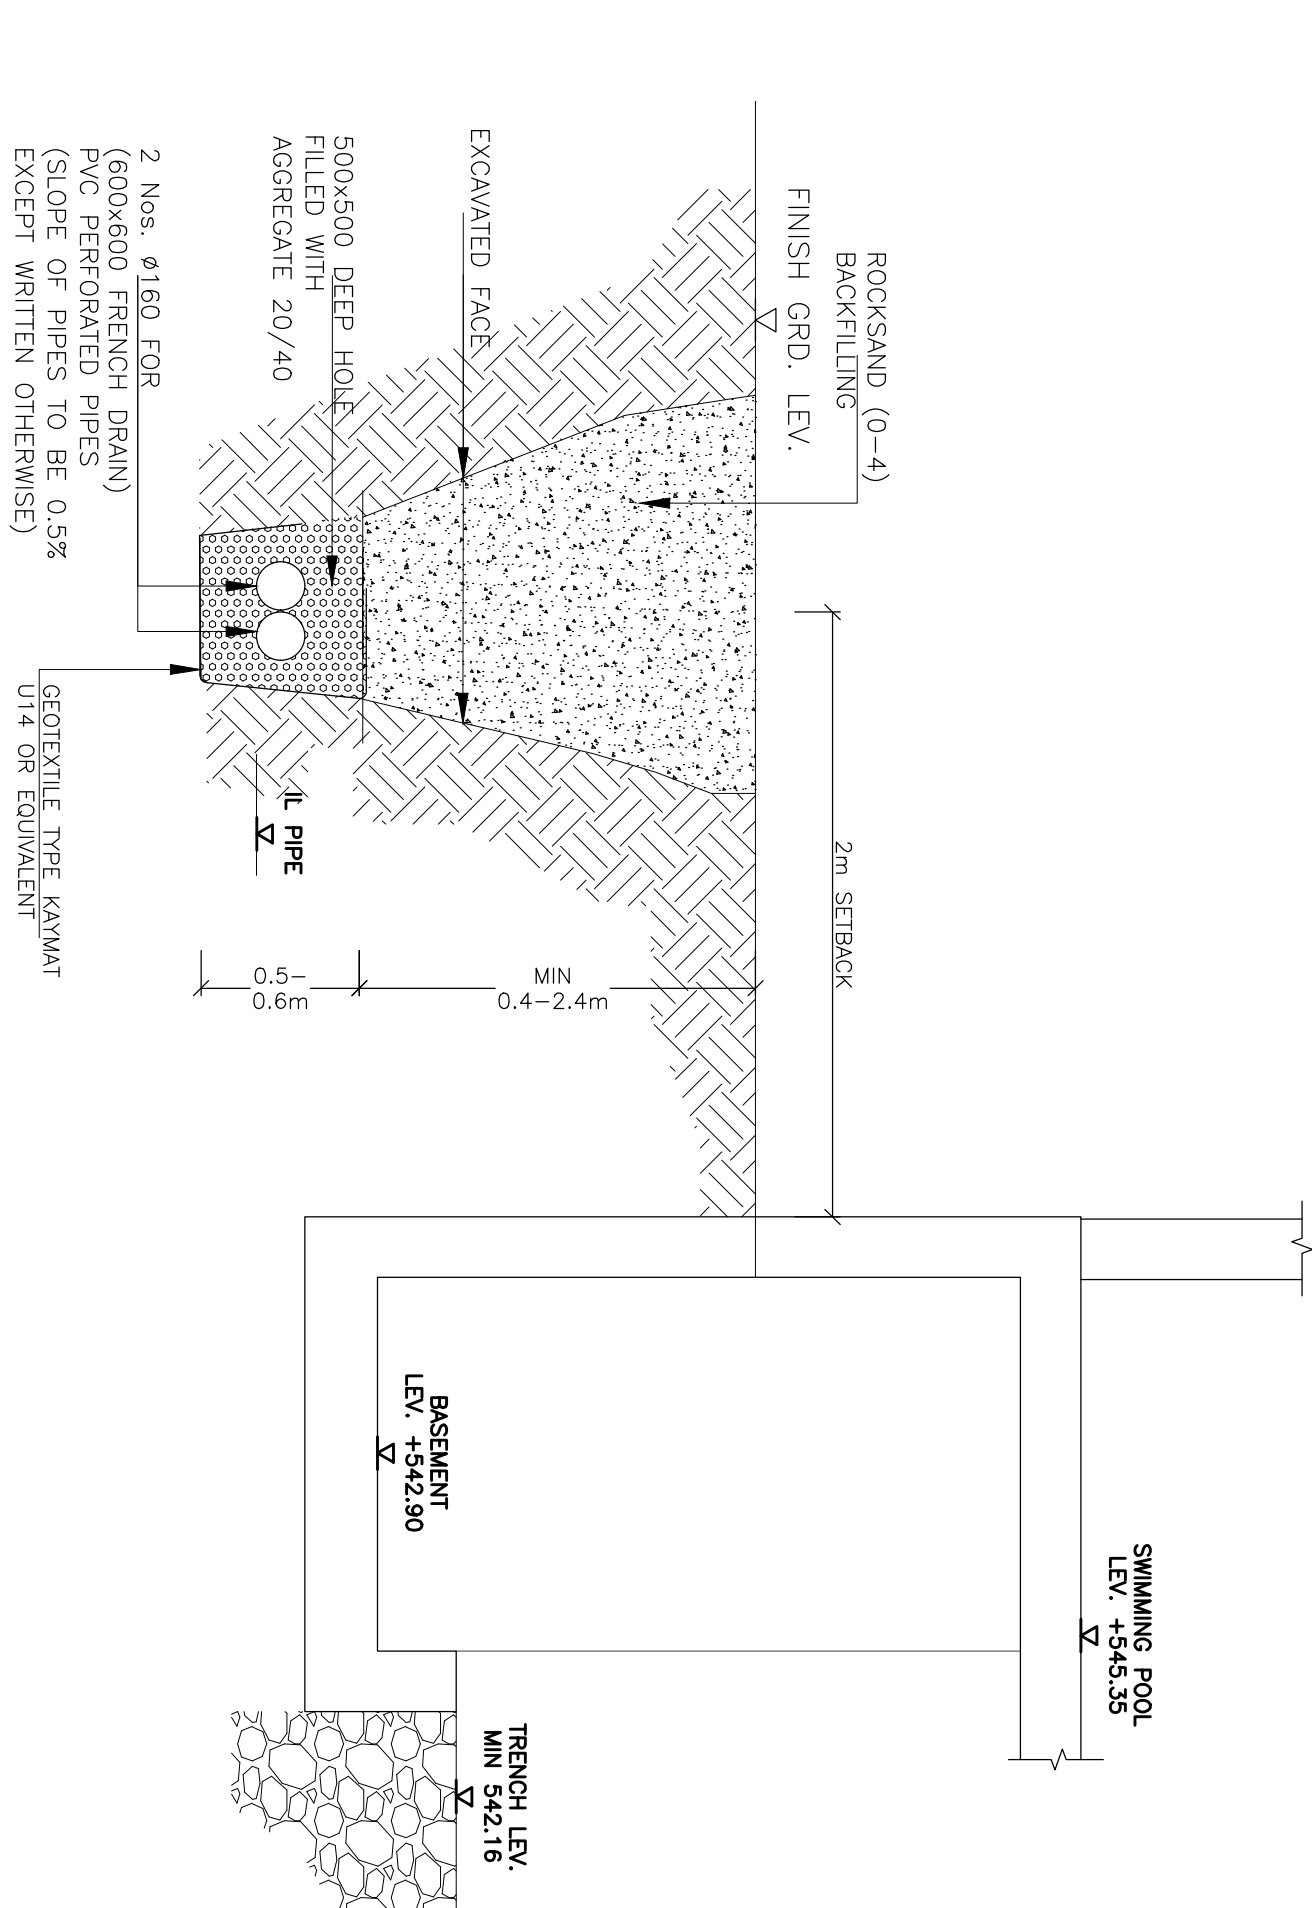 SWIMMING POOL
LEV. +545.35
ROCKSAND (0-4)
BACKFILLING
2m SETBACK
FINISH GRD. LEV.
TRENCH LEV.
MIN 542.16
EXCAVATED FACE
MIN
0.4-2.4m
BASEMENT
LEV. +542.90
500x500 DEEP HOLE
FILLED WITH
AGGREGATE 20/40
IL PIPE
0.5-
0.6m
2 Nos. ø160 FOR
(600x600 FRENCH DRAIN)
PVC PERFORATED PIPES
(SLOPE OF PIPES TO BE 0.5%
EXCEPT WRITTEN OTHERWISE)
GEOTEXTILE TYPE KAYMAT
U14 OR EQUIVALENT